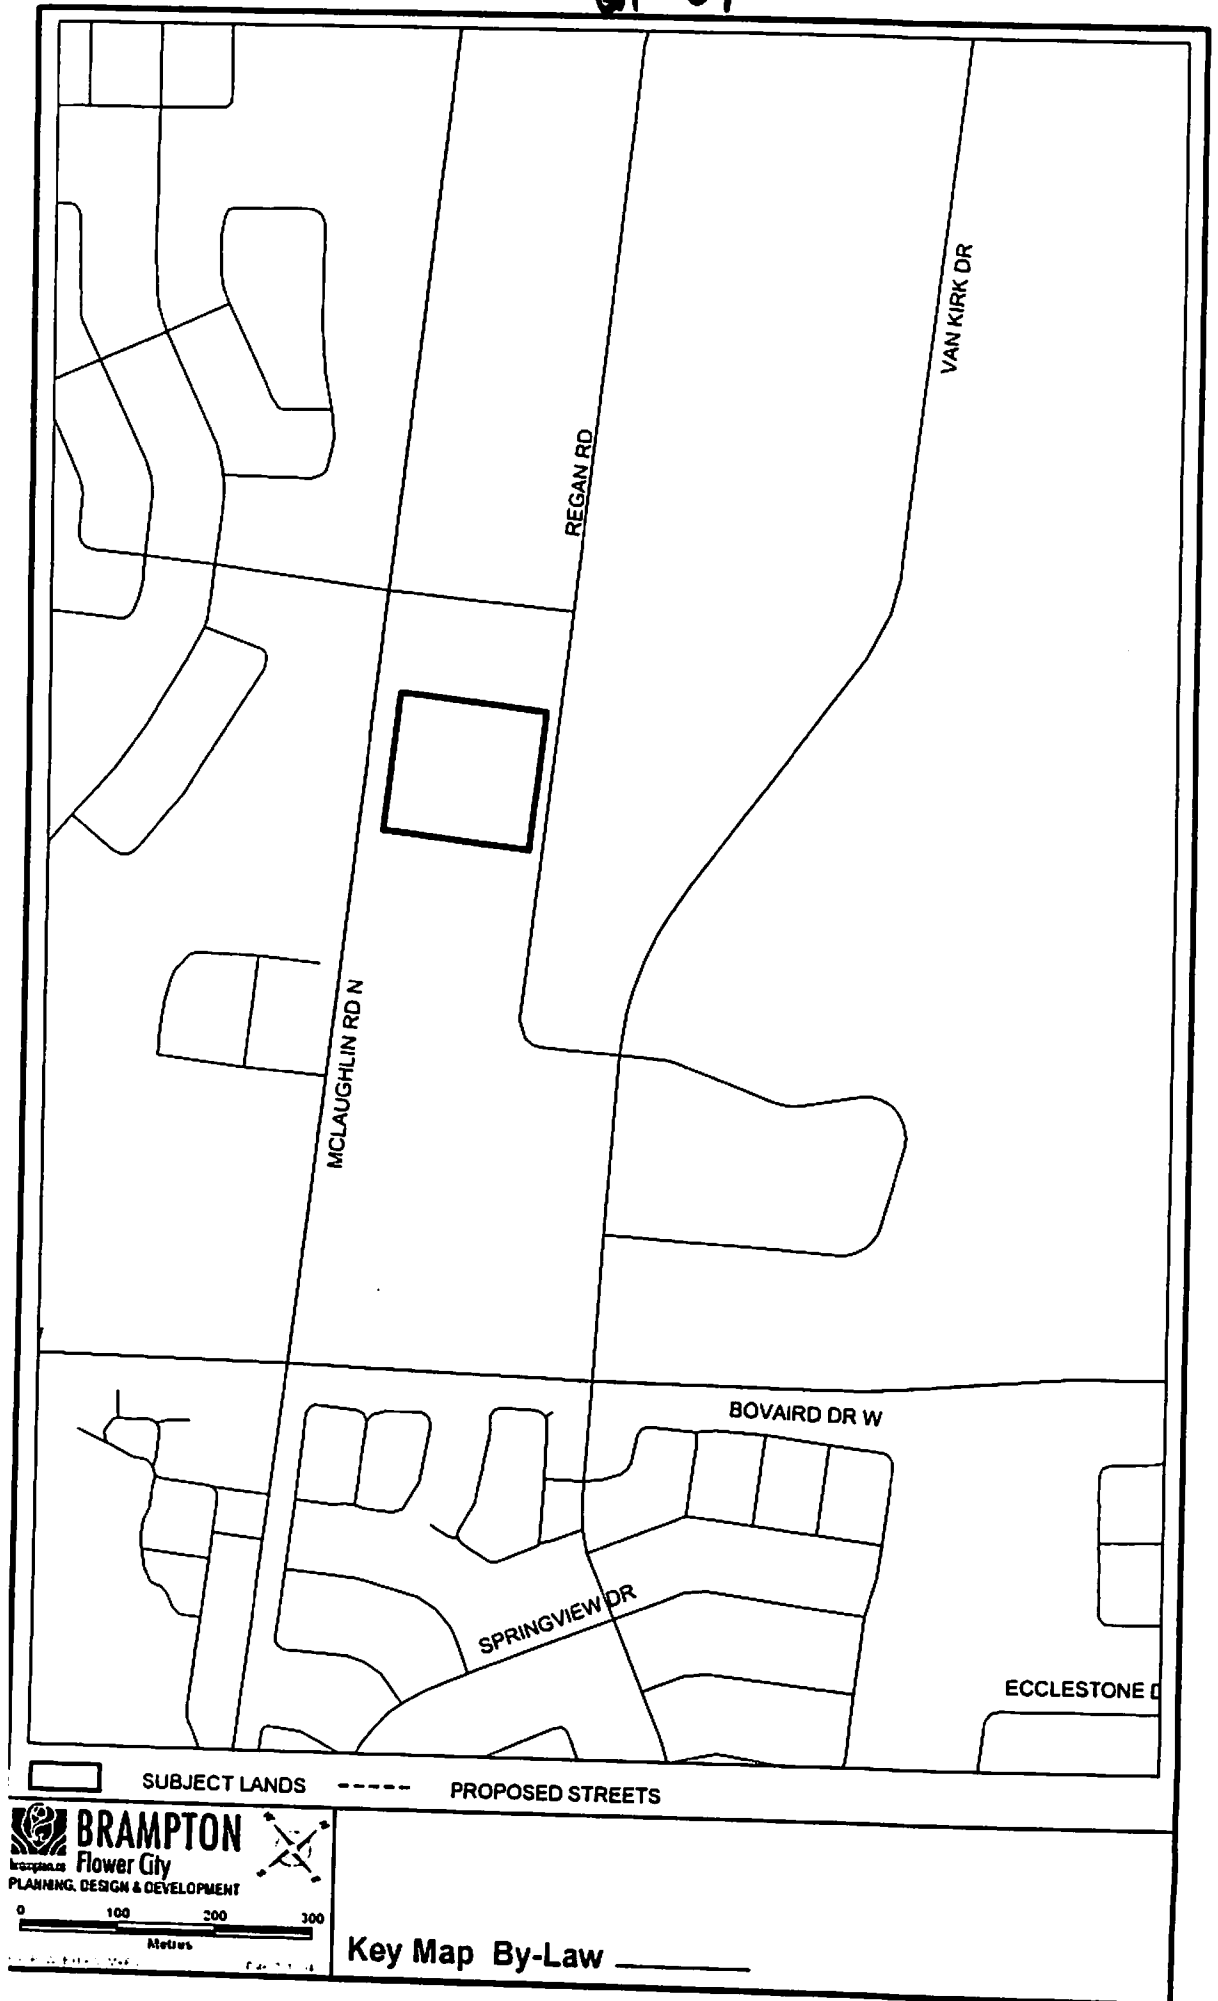 VAN KIRK DR
REGAN RD
MCLAUGHLIN RD N
BOVAIRD DR W
SPRINGVIEW DR
ECCLESTONE D
SUBJECT LANDS
PROPOSED STREETS
BRAMPTON
Flower City
PLANNING, DESIGN & DEVELOPMENT
0 100 200 300
Metres
Key Map By-Law